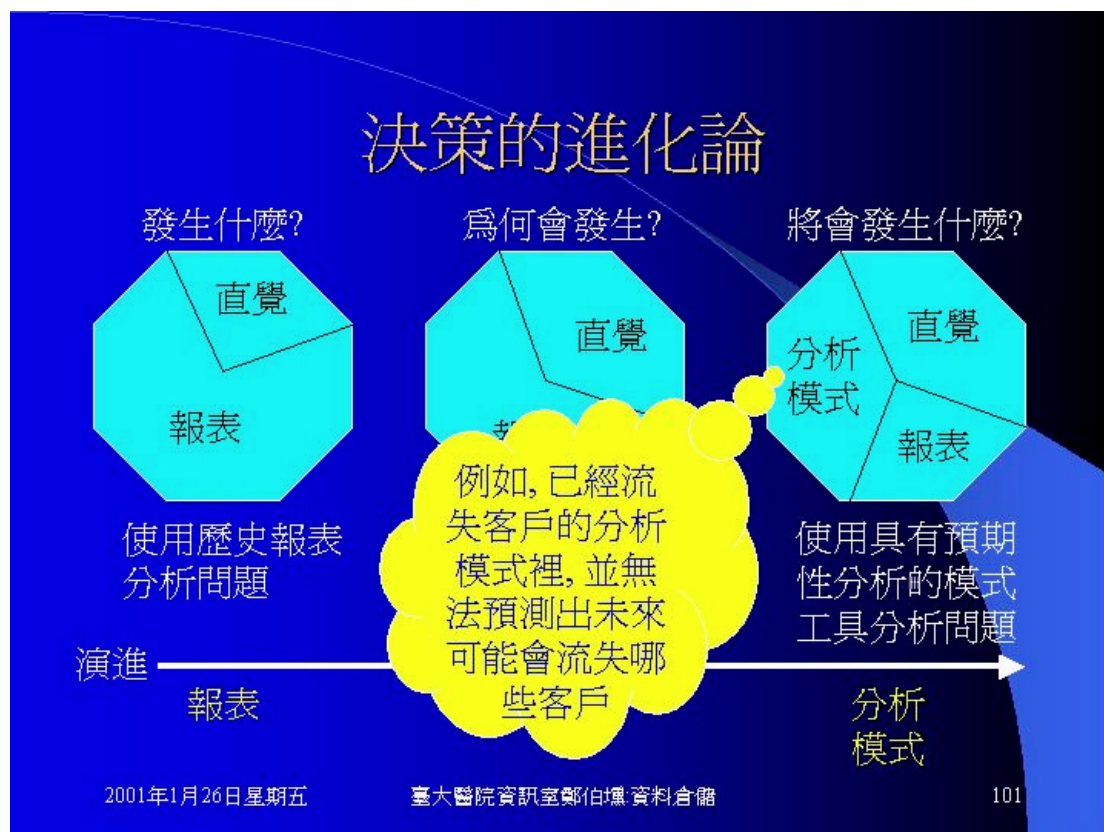 決策的進化論
發生什麼?
為何會發生?
將會發生什麼?
直覺
報表
直覺
分析
模式
直覺
報表
例如, 已經流
失客戶的分析
模式裡, 並無
法預測出未來
可能會流失哪
些客戶
使用歷史報表
分析問題
使用具有預期
性分析的模式
工具分析問題
演進
報表
分析
模式
2001年1月26日星期五
臺大醫院資訊室鄭伯壎:資料倉儲
101